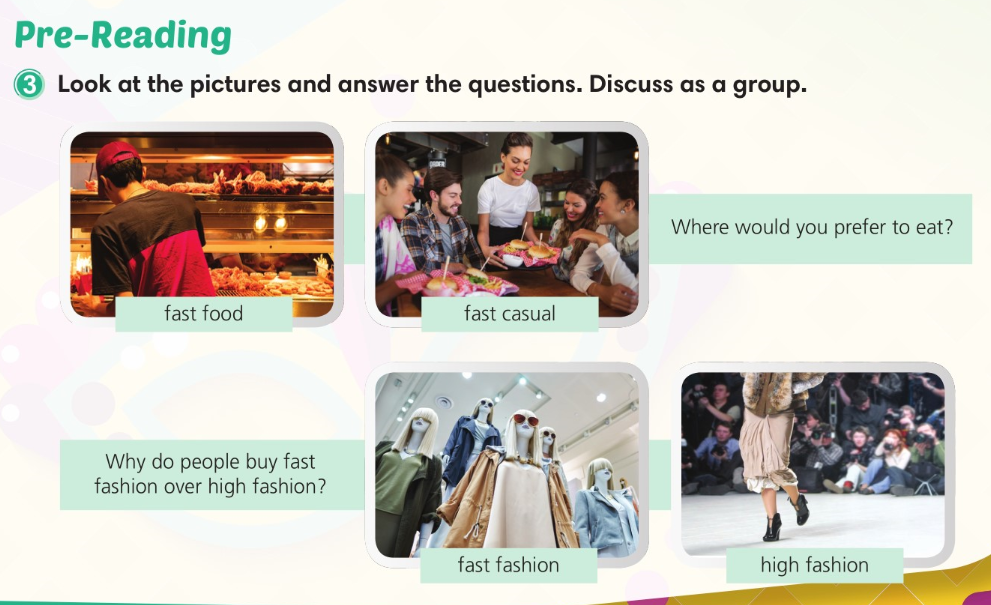 Pre-Reading
3 Look at the pictures and answer the questions. Discuss as a group.
Where would you prefer to eat?
fast food
fast casual
Why do people buy fast
fashion over high fashion?
fast fashion
high fashion